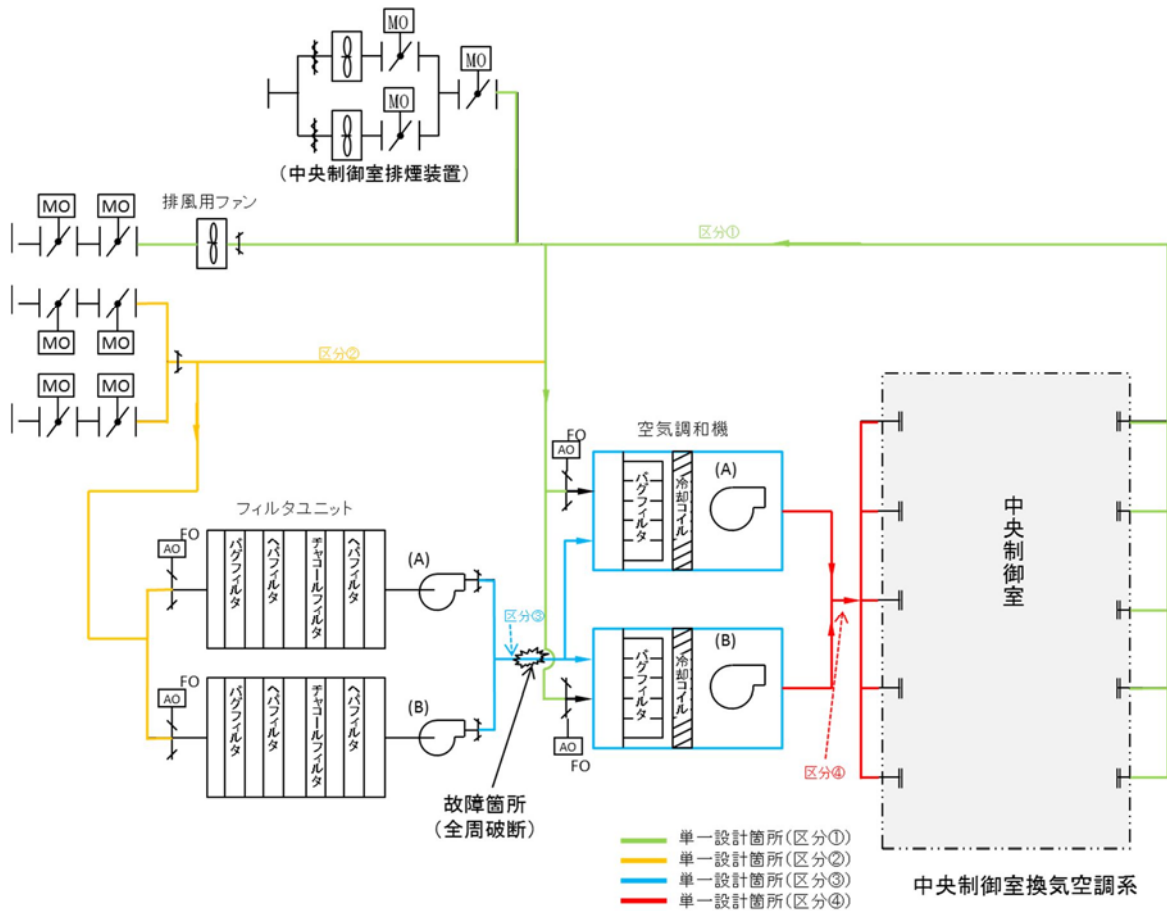 MO
MO
MO
(中央制御室排煙装置)
排風用ファン
MO
MO
区分①
MO
MO
区分②
MO
MO
空気調和機
FO
AO
バグフィルタ
冷却コイル
(A)
フィルタユニット
FO
AO
バグフィルタ
ヘパフィルタ
チャコールフィルタ
ヘパフィルタ
(A)
区分③
バグフィルタ
冷却コイル
(B)
FO
AO
バグフィルタ
ヘパフィルタ
チャコールフィルタ
ヘパフィルタ
(B)
AO
FO
区分④
中央制御室
故障箇所
(全周破断)
単一設計箇所(区分①)
単一設計箇所(区分②)
単一設計箇所(区分③)
単一設計箇所(区分④)
中央制御室換気空調系